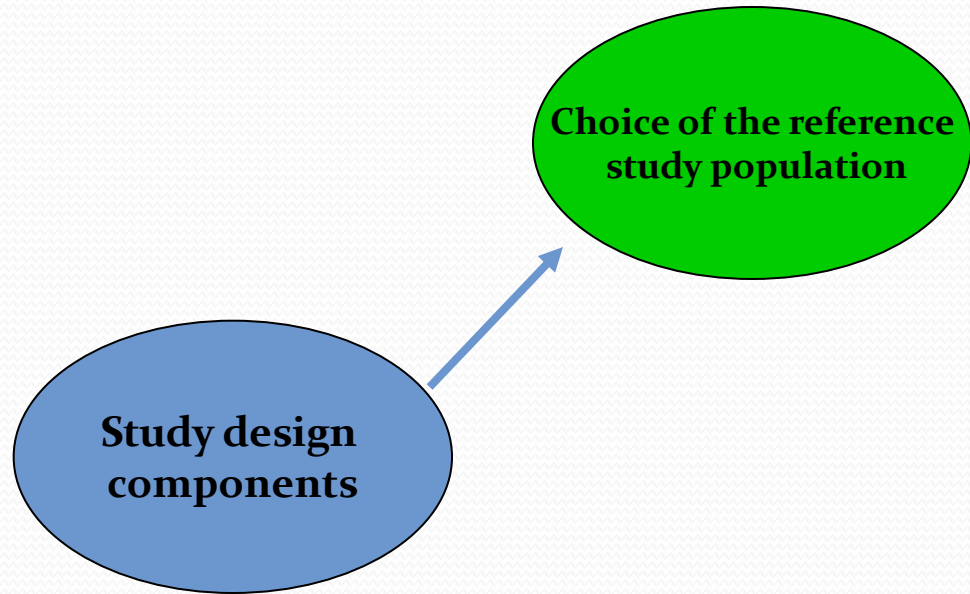 Choice of the reference
study population
Study design
components